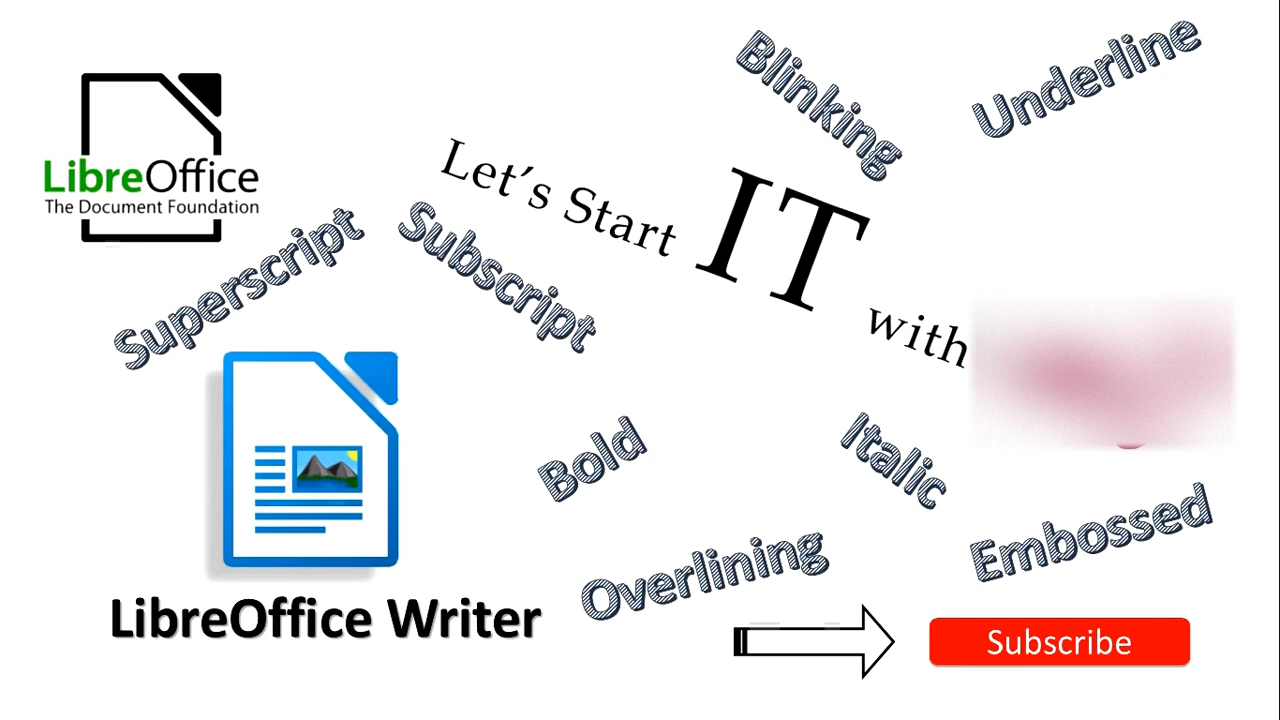 Blinking
Underline
LibreOffice
The Document Foundation
Let's Start IT with
Superscript
Subscript
Bold
Italic
Embossed
Overlining
LibreOffice Writer
Subscribe